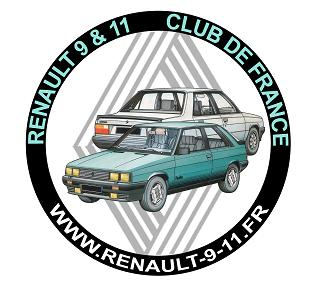 RENAULT 9 & 11 CLUB DE FRANCE
WWW.RENAULT-9-11.FR